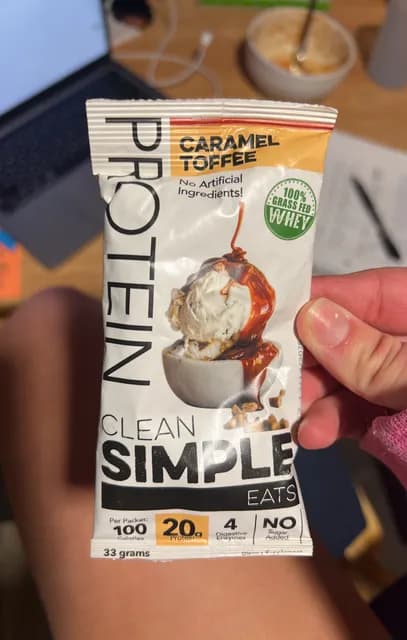 PROTEIN
CARAMEL
TOFFEE
No Artificial
Ingredients!
100%
GRASS FED
WHEY
CLEAN
SIMPLE
EATS
Per Packet:
100
Calories
20g
Protein
4
Digestive
Enzymes
NO
Sugar
Added
33 grams